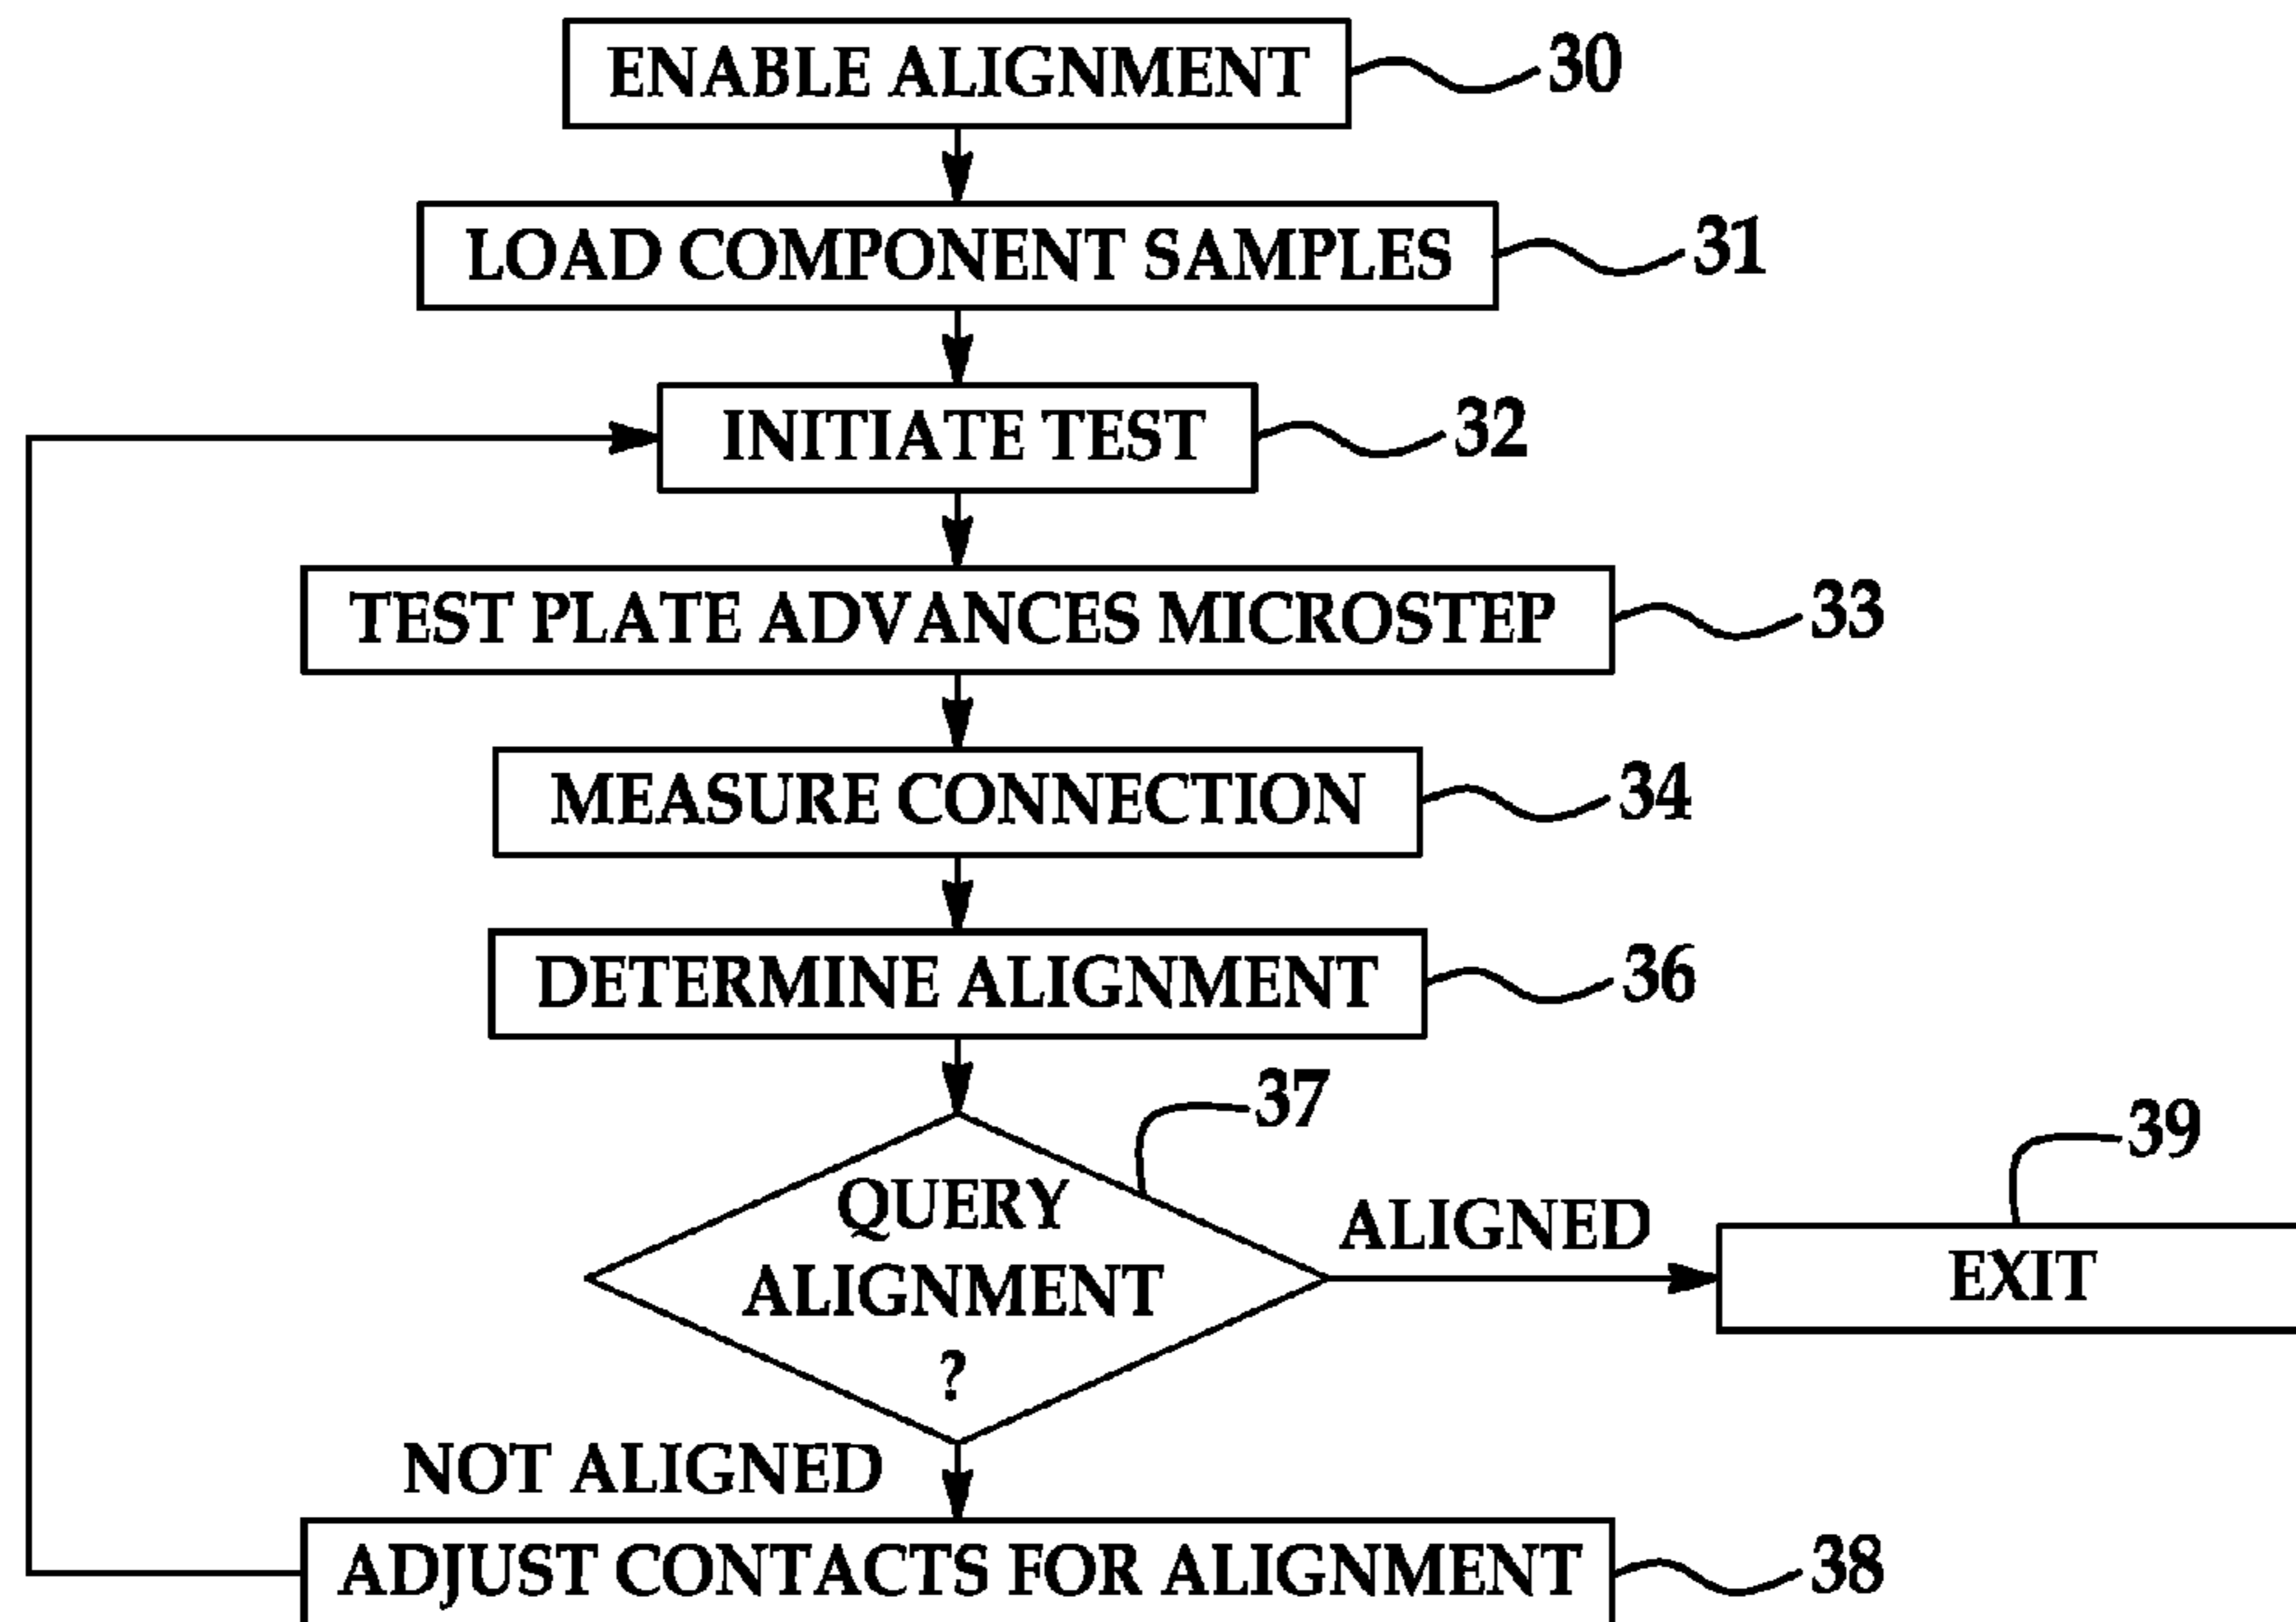 ENABLE ALIGNMENT
30
LOAD COMPONENT SAMPLES
31
INITIATE TEST
32
TEST PLATE ADVANCES MICROSTEP
33
MEASURE CONNECTION
34
DETERMINE ALIGNMENT
36
37
QUERY
ALIGNMENT
?
ALIGNED
39
EXIT
NOT ALIGNED
ADJUST CONTACTS FOR ALIGNMENT
38